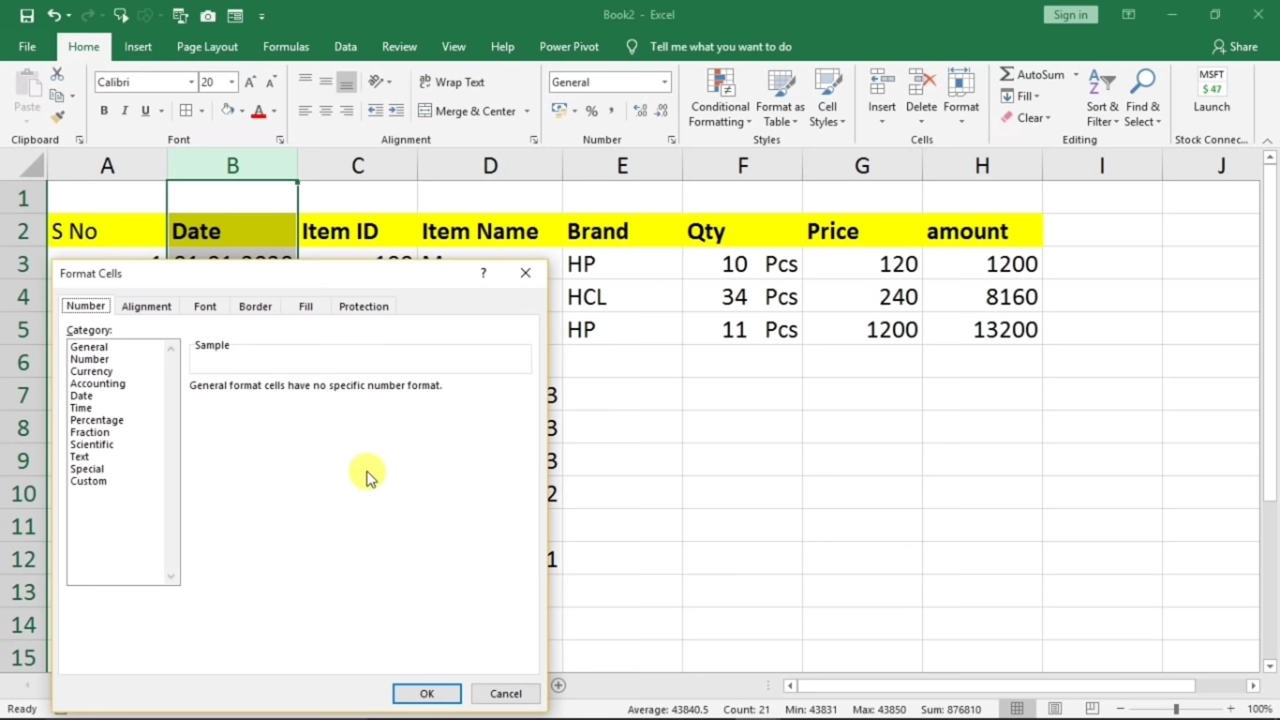 Book2 - Excel
Sign in
File Home Insert Page Layout Formulas Data Review View Help Power Pivot Tell me what you want to do Share
Paste
Calibri 20
Wrap Text
General
Conditional Formatting
Format as Table
Cell Styles
Insert
Delete
Format
AutoSum
Fill
Clear
Sort & Filter
Find & Select
MSFT
$ 47
Launch
B I U A
Merge & Center
%
Clipboard Font Alignment Number Styles Cells Editing Stock Connec...
A B C D E F G H I J
1
2 S No Date Item ID Item Name Brand Qty Price amount
3 HP 10 Pcs 120 1200
4 HCL 34 Pcs 240 8160
5 HP 11 Pcs 1200 13200
6
7 3
8 3
9 3
10 2
11
12 1
13
14
15
Format Cells ?
Number Alignment Font Border Fill Protection
Category:
General
Number
Currency
Accounting
Date
Time
Percentage
Fraction
Scientific
Text
Special
Custom
Sample
General format cells have no specific number format.
OK Cancel
Ready
Average: 43840.5 Count: 21 Min: 43831 Max: 43850 Sum: 876810
100%